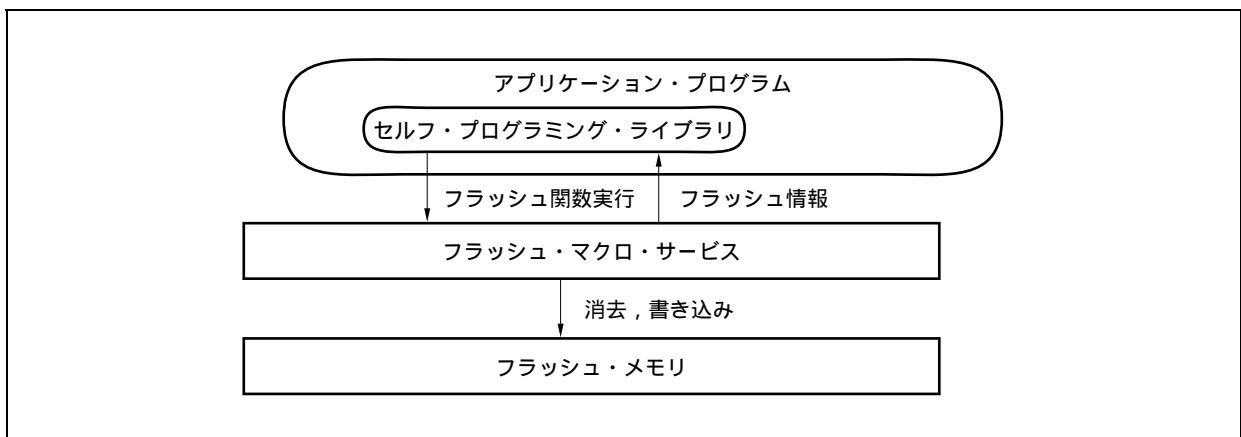 アプリケーション・プログラム
セルフ・プログラミング・ライブラリ
フラッシュ関数実行
フラッシュ情報
フラッシュ・マクロ・サービス
消去，書き込み
フラッシュ・メモリ